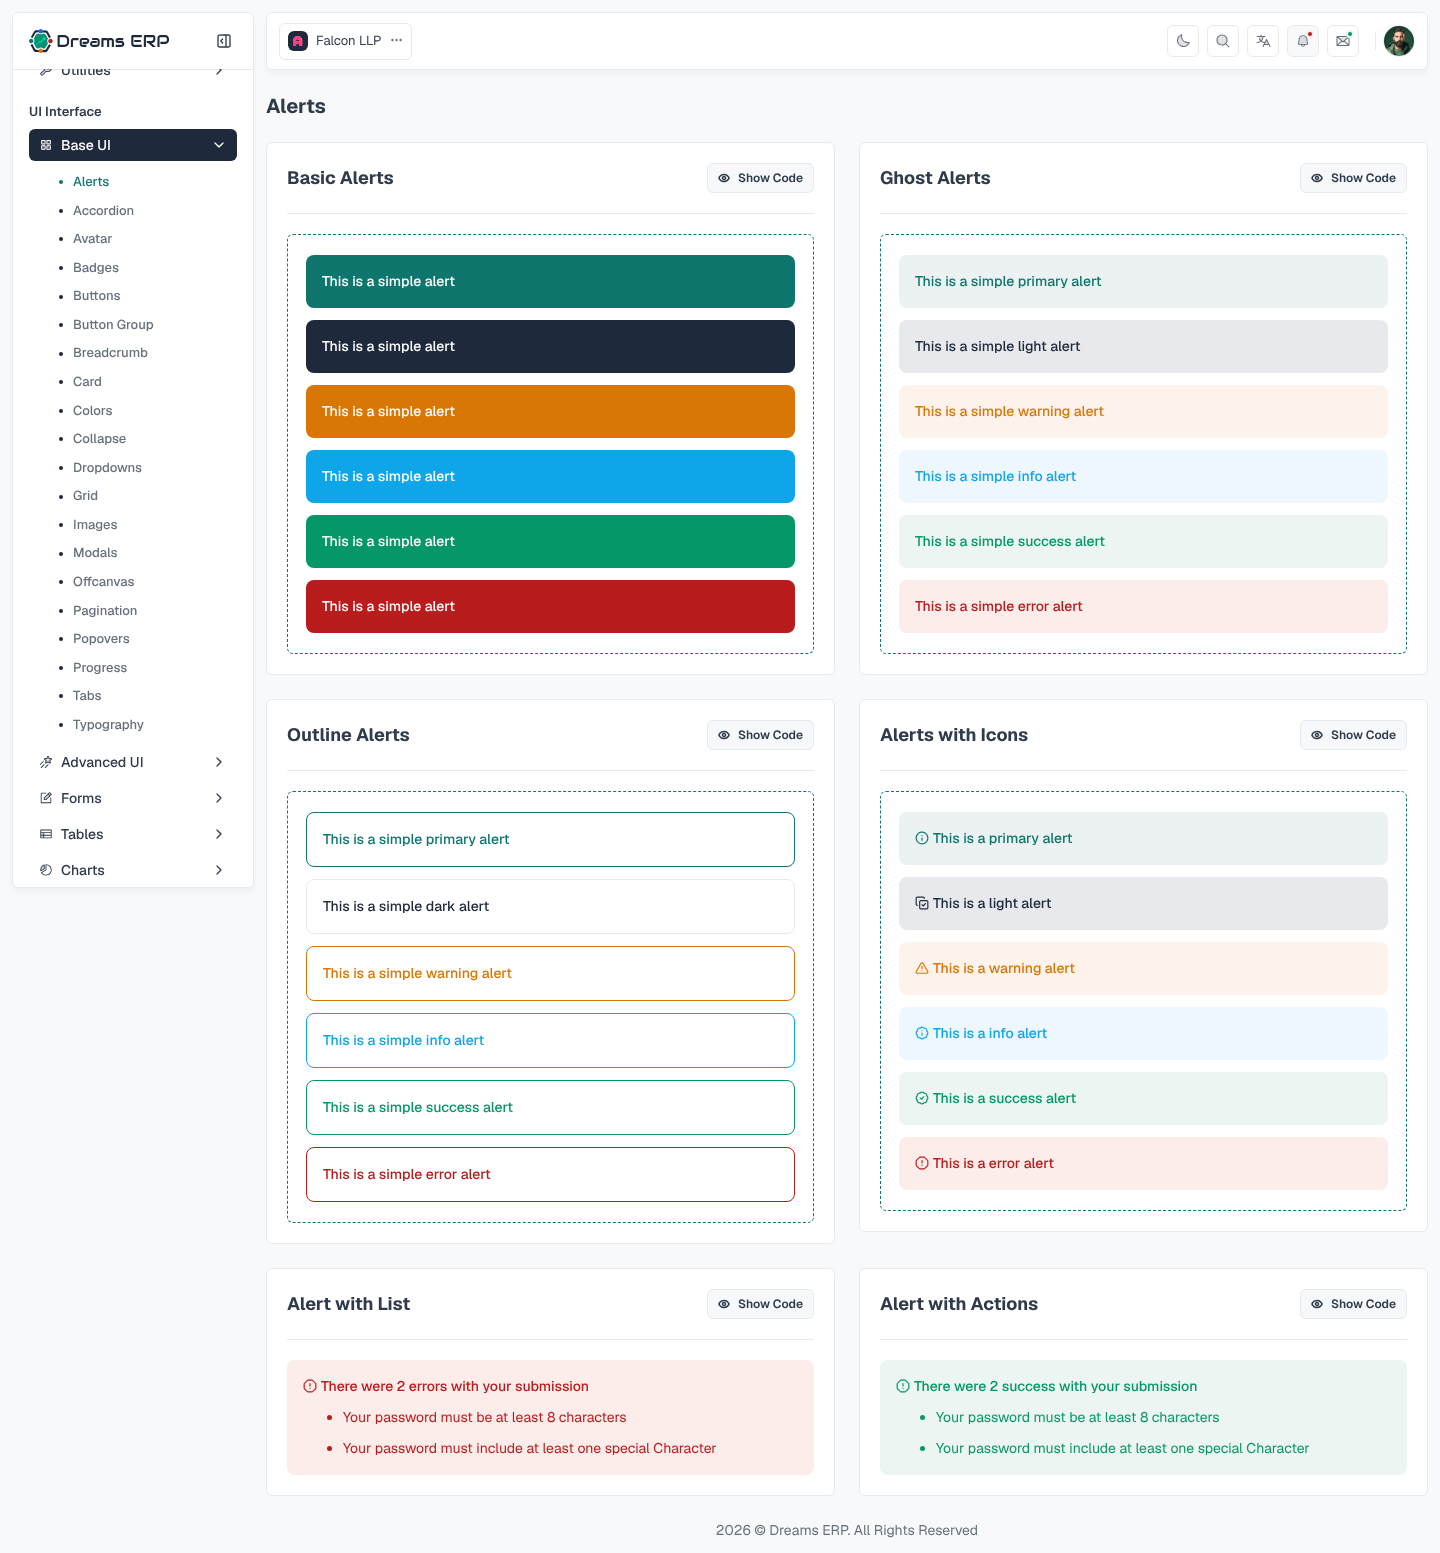 Dreams ERP
Utilities
UI Interface
Base UI
Alerts
Accordion
Avatar
Badges
Buttons
Button Group
Breadcrumb
Card
Colors
Collapse
Dropdowns
Grid
Images
Modals
Offcanvas
Pagination
Popovers
Progress
Tabs
Typography
Advanced UI
Forms
Tables
Charts
Falcon LLP
Alerts
Basic Alerts
Show Code
This is a simple alert
This is a simple alert
This is a simple alert
This is a simple alert
This is a simple alert
This is a simple alert
Ghost Alerts
Show Code
This is a simple primary alert
This is a simple light alert
This is a simple warning alert
This is a simple info alert
This is a simple success alert
This is a simple error alert
Outline Alerts
Show Code
This is a simple primary alert
This is a simple dark alert
This is a simple warning alert
This is a simple info alert
This is a simple success alert
This is a simple error alert
Alerts with Icons
Show Code
This is a primary alert
This is a light alert
This is a warning alert
This is a info alert
This is a success alert
This is a error alert
Alert with List
Show Code
There were 2 errors with your submission
Your password must be at least 8 characters
Your password must include at least one special Character
Alert with Actions
Show Code
There were 2 success with your submission
Your password must be at least 8 characters
Your password must include at least one special Character
2026 © Dreams ERP. All Rights Reserved